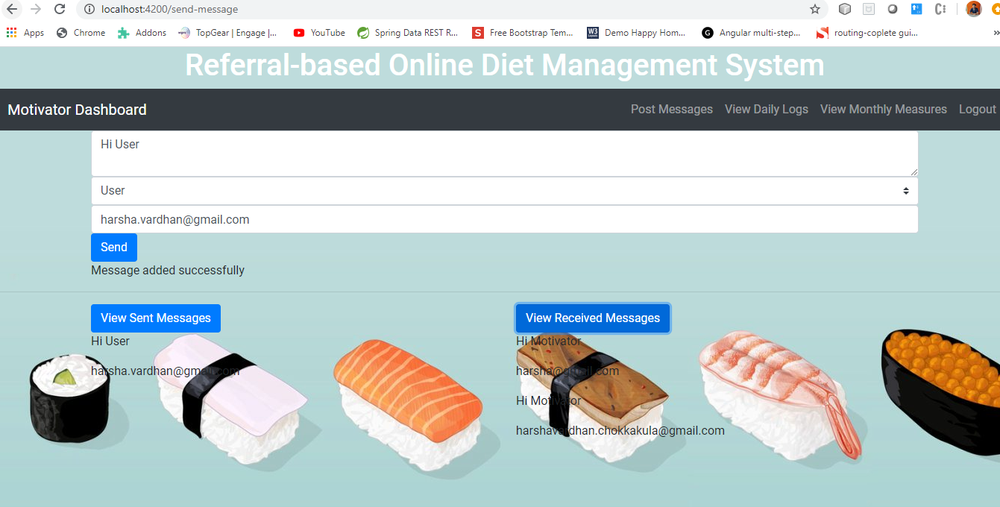 localhost:4200/send-message
Apps Chrome Addons TopGear | Engage |... YouTube Spring Data REST R... S Free Bootstrap Tem... W3 Demo Happy Hom... G Angular multi-step... routing-coplete gui... »
Referral-based Online Diet Management System
Motivator Dashboard Post Messages View Daily Logs View Monthly Measures Logout
Hi User
User
harsha.vardhan@gmail.com
Send
Message added successfully
View Sent Messages View Received Messages
Hi User Hi Motivator
harsha.vardhan@gmail.com harsha@gmail.com
Hi Motivator
harshavardhan.chokkakula@gmail.com